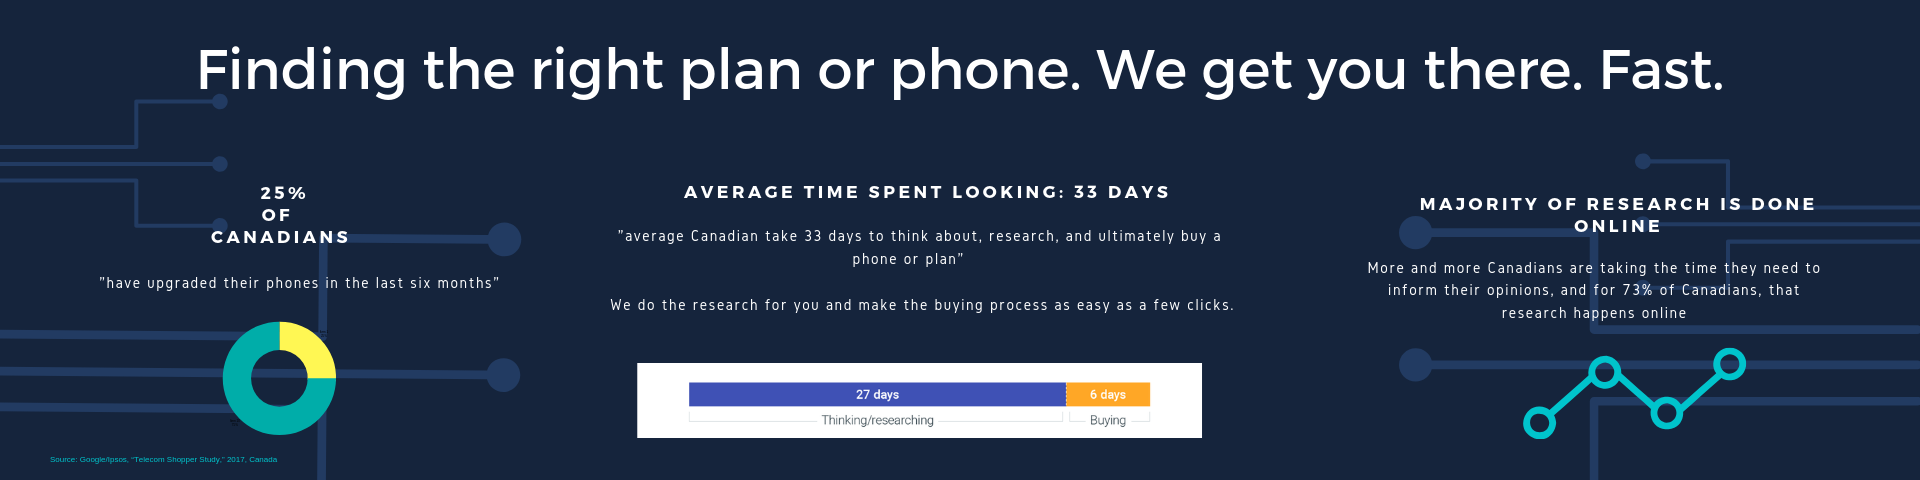 Finding the right plan or phone. We get you there. Fast.
25%
OF
CANADIANS
"have upgraded their phones in the last six months"
AVERAGE TIME SPENT LOOKING: 33 DAYS
"average Canadian take 33 days to think about, research, and ultimately buy a
phone or plan"
We do the research for you and make the buying process as easy as a few clicks.
27 days
6 days
Thinking/researching
Buying
MAJORITY OF RESEARCH IS DONE
ONLINE
More and more Canadians are taking the time they need to
inform their opinions, and for 73% of Canadians, that
research happens online
Source: Google/Ipsos, "Telecom Shopper Study," 2017, Canada